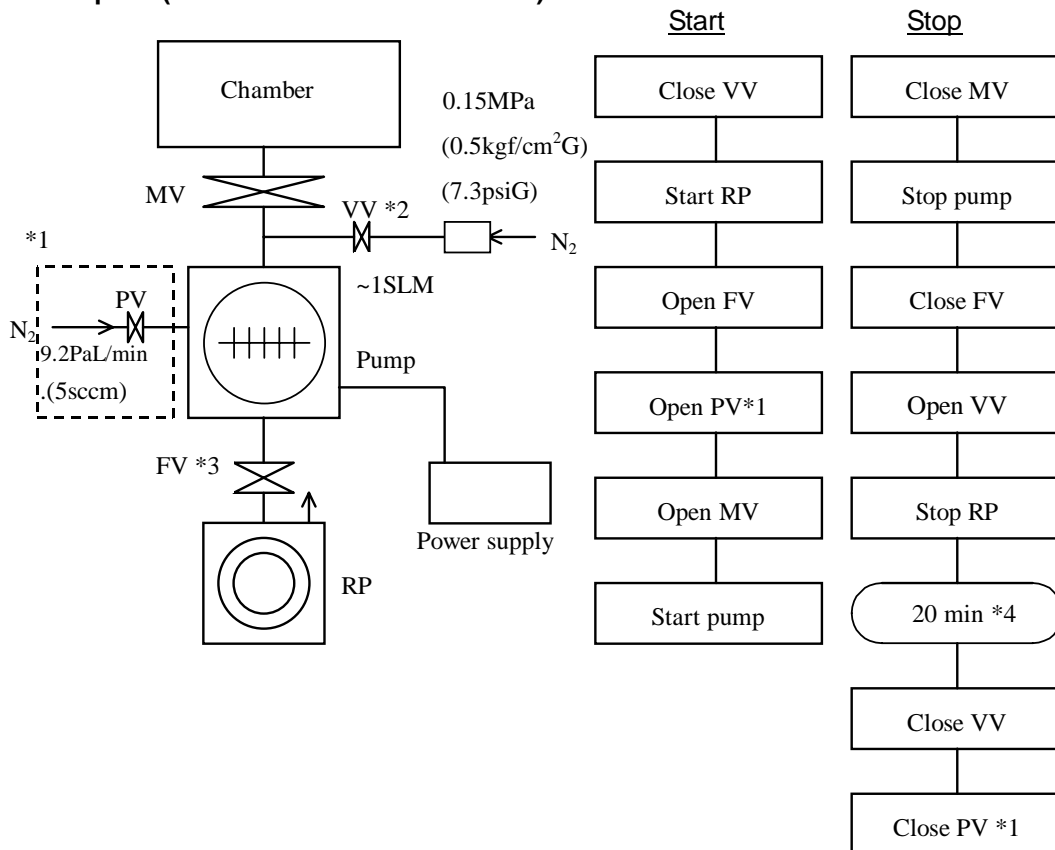 Start
Stop
Chamber
0.15MPa
(0.5kgf/cm²G)
(7.3psiG)
MV
VV *2
N₂
*1
~1SLM
PV
N₂
9.2PaL/min
.(5sccm)
Pump
FV *3
Power supply
RP
Close VV
Start RP
Open FV
Open PV*1
Open MV
Start pump
Close MV
Stop pump
Close FV
Open VV
Stop RP
20 min *4
Close VV
Close PV *1